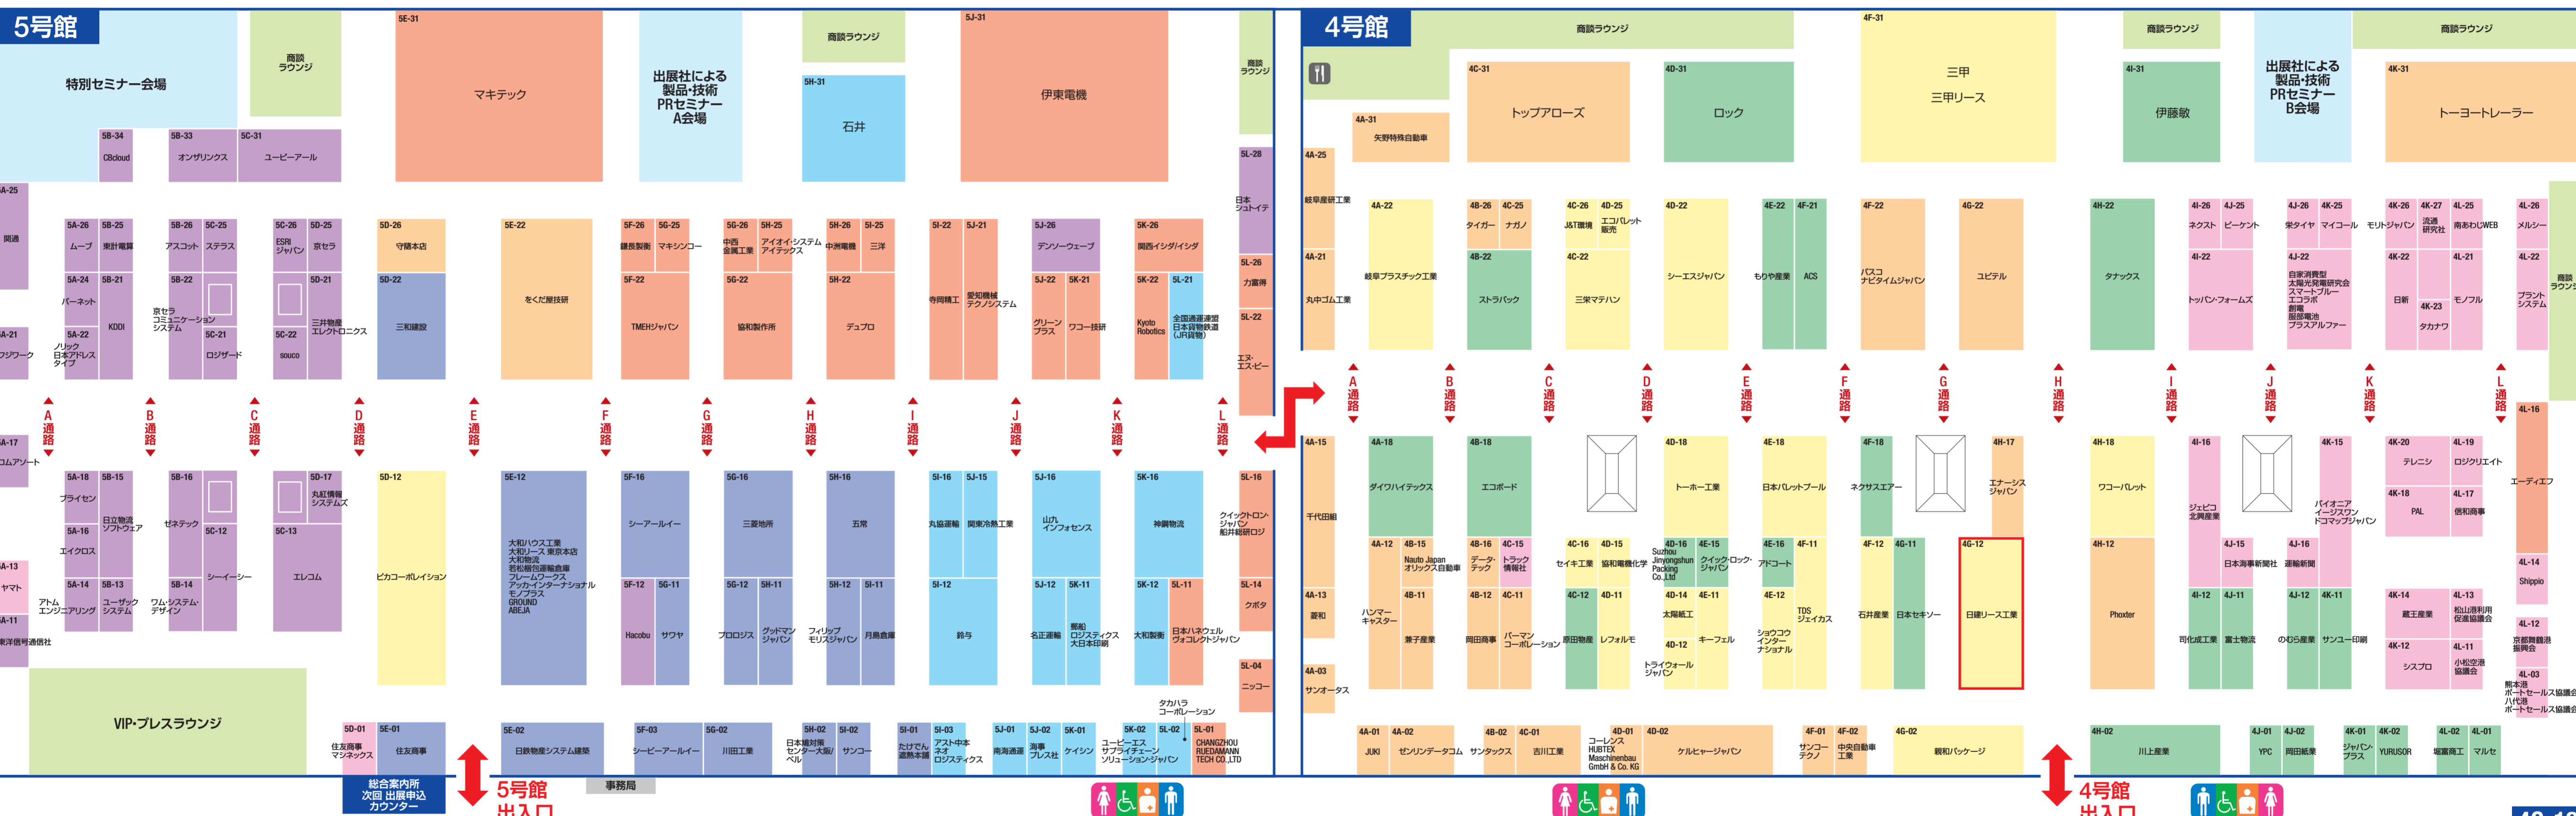 5号館
特別セミナー会場
商談
ラウンジ
5E-31
マキテック
出展社による
製品・技術
PRセミナー
A会場
商談ラウンジ
5H-31
石井
5J-31
伊東電機
商談
ラウンジ
5B-34
CBcloud
5B-33
オンザリンクス
5C-31
ユーピーアール
5L-28
日本
シュトイテ
5A-25
関通
5A-26
ムーブ
5B-25
東計電算
5B-26
アスコット
5C-25
ステラス
5C-26
ESRI
ジャパン
5D-25
京セラ
5D-26
守隨本店
5E-22
をくだ屋技研
5F-26
鎌長製衡
5G-25
マキシンコー
5G-26
中西
金属工業
5H-25
アイオイ・システム
アイテックス
5H-26
中洲電機
5I-25
三洋
5I-22
寺岡精工
5J-21
愛知機械
テクノシステム
5J-26
デンソーウェーブ
5K-26
関西イシダ/イシダ
5L-26
力富得
5A-24
バーネット
5B-21
KDDI
5B-22
京セラ
コミュニケーション
システム
5D-21
三井物産
エレクトロニクス
5D-22
三和建設
5F-22
TMEHジャパン
5G-22
協和製作所
5H-22
デュプロ
5J-22
グリーン
プラス
5K-21
ワコー技研
5K-22
Kyoto
Robotics
5L-21
全国通運連盟
日本貨物鉄道
(JR貨物)
5L-22
エヌ・
エス・ピー
5A-21
フジワーク
5A-22
ノリック
日本アドレス
タイプ
5C-21
ロジザード
5C-22
souco
A通路
B通路
C通路
D通路
E通路
F通路
G通路
H通路
I通路
J通路
K通路
L通路
5A-17
コムアソート
5A-18
ブライセン
5B-15
日立物流
ソフトウェア
5B-16
ゼネテック
5D-17
丸紅情報
システムズ
5D-12
ピカコーポレイション
5E-12
大和ハウス工業
大和リース 東京本店
大和物流
若松梱包運輸倉庫
フレームワークス
アッカ・インターナショナル
モノプラス
GROUND
ABEJA
5F-16
シーアールイー
5G-16
三菱地所
5H-16
五常
5I-16
丸協運輸
5J-15
関東冷熱工業
5J-16
山九
インフォセンス
5K-16
神鋼物流
5L-16
クイックトロン・
ジャパン
船井総研ロジ
5A-16
エイクロス
5C-12
シーイーシー
5C-13
エレコム
5A-13
ヤマト
5A-14
アトム
エンジニアリング
5B-13
ユーザック
システム
5B-14
ワム・システム・
デザイン
5F-12
Hacobu
5G-11
サワヤ
5G-12
プロロジス
5H-11
グッドマン
ジャパン
5H-12
フィリップ
モリスジャパン
5I-11
月島倉庫
5I-12
鈴与
5J-12
名正運輸
5K-11
郵船
ロジスティクス
大日本印刷
5K-12
大和製衡
5L-11
日本ハネウェル
ヴォコレクトジャパン
5L-14
クボタ
5A-11
東洋信号通信社
5L-04
ニッコー
VIP・プレスラウンジ
タカハラ
コーポレーション
5D-01
住友商事
マシネックス
5E-01
住友商事
5E-02
日鉄物産システム建築
5F-03
シービーアールイー
5G-02
川田工業
5H-02
日本鳩対策
センター大阪/
ベル
5I-02
サンコー
5I-01
たけでん
遮熱本舗
5I-03
アスト中本
ネオ
ロジスティクス
5J-01
南海通運
5J-02
海事
プレス社
5K-01
ケイシン
5K-02
ユーピーエス
サプライチェーン
ソリューション・ジャパン
5L-02
5L-01
CHANGZHOU
RUEDAMANN
TECH CO.,LTD
総合案内所
次回 出展申込
カウンター
5号館
出入口
事務局
4号館
商談ラウンジ
4F-31
三甲
三甲リース
商談ラウンジ
出展社による
製品・技術
PRセミナー
B会場
商談ラウンジ
4C-31
トップアローズ
4D-31
ロック
4I-31
伊藤敏
4K-31
トーヨートレーラー
4A-31
矢野特殊自動車
4A-25
岐阜産研工業
4A-22
岐阜プラスチック工業
4B-26
タイガー
4C-25
ナガノ
4C-26
J&T環境
4D-25
エコパレット
販売
4D-22
シーエスジャパン
4E-22
もりや産業
4F-21
ACS
4F-22
パスコ
ナビタイムジャパン
4G-22
ユピテル
4H-22
タナックス
4I-26
ネクスト
4J-25
ビーケント
4J-26
栄タイヤ
4K-25
マイコール
4K-26
モリトジャパン
4K-27
流通
研究社
4L-25
南あわじWEB
4L-26
メルシー
4A-21
丸中ゴム工業
4B-22
ストラパック
4C-22
三栄マテハン
4I-22
トッパン・フォームズ
4J-22
自家消費型
太陽光発電研究会
スマートブルー
エコラボ
創電
服部電池
プラスアルファー
4K-22
日新
4K-23
タカナワ
4L-21
モノフル
4L-22
プラント
システム
商談
ラウンジ
A通路
B通路
C通路
D通路
E通路
F通路
G通路
H通路
I通路
J通路
K通路
L通路
4L-16
エーディエフ
4A-15
千代田組
4A-18
ダイワハイテックス
4B-18
エコボード
4D-18
トーホー工業
4E-18
日本パレットプール
4F-18
ネクサスエアー
4H-17
エナーシス
ジャパン
4H-18
ワコーパレット
4I-16
ジェピコ
北興産業
4K-15
パイオニア
イージスワン
ドコマップジャパン
4K-20
テレニシ
4L-19
ロジクリエイト
4K-18
PAL
4L-17
信和商事
4A-12
ハンマー
キャスター
4B-15
Nauto Japan
オリックス自動車
4B-16
データ・
テック
4C-15
トラック
情報社
4C-16
セイキ工業
4D-15
協和電機化学
4D-16
Suzhou
Jinyongshun
Packing
Co.,Ltd
4E-15
クイック・ロック・
ジャパン
4E-16
アドコート
4F-11
TDS
ジェイカス
4F-12
石井産業
4G-11
日本セキソー
4G-12
日建リース工業
4H-12
Phoxter
4J-15
日本海事新聞社
4J-16
運輸新聞
4L-14
Shippio
4A-13
菱和
4B-11
兼子産業
4B-12
岡田商事
4C-11
バーマン
コーポレーション
4C-12
原田物産
4D-11
レフォルモ
4D-14
太陽紙工
4E-11
キーフェル
4E-12
ショウコウ
インター
ナショナル
4D-12
トライウォール
ジャパン
4I-12
司化成工業
4J-11
富士物流
4J-12
のむら産業
4K-11
サンユー印刷
4K-14
蔵王産業
4L-13
松山港利用
促進協議会
4K-12
シスプロ
4L-11
小松空港
協議会
4L-12
京都舞鶴港
振興会
4L-03
熊本港
ポートセールス協議会
八代港
ポートセールス協議会
4A-03
サンオータス
4A-01
JUKI
4A-02
ゼンリンデータコム
4B-02
サンタックス
4C-01
吉川工業
4D-01
コーレンス
HUBTEX
Maschinenbau
GmbH & Co. KG
4D-02
ケルヒャージャパン
4F-01
サンコー
テクノ
4F-02
中央自動車
工業
4G-02
親和パッケージ
4H-02
川上産業
4J-01
YPC
4J-02
岡田紙業
4K-01
ジャパン・
プラス
4K-02
YURUSOR
4L-02
堀富商工
4L-01
マルセ
4号館
出入口